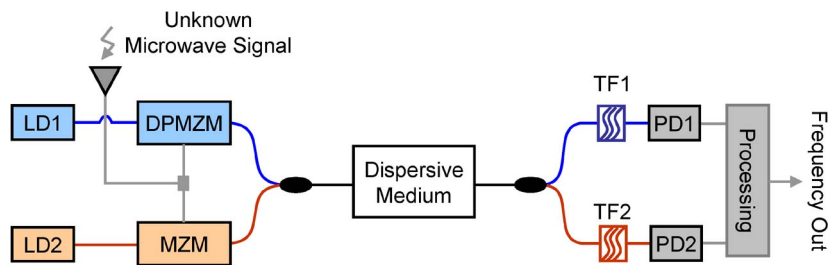 Unknown
Microwave Signal
LD1
DPMZM
LD2
MZM
Dispersive
Medium
TF1
PD1
TF2
PD2
Processing
Frequency Out